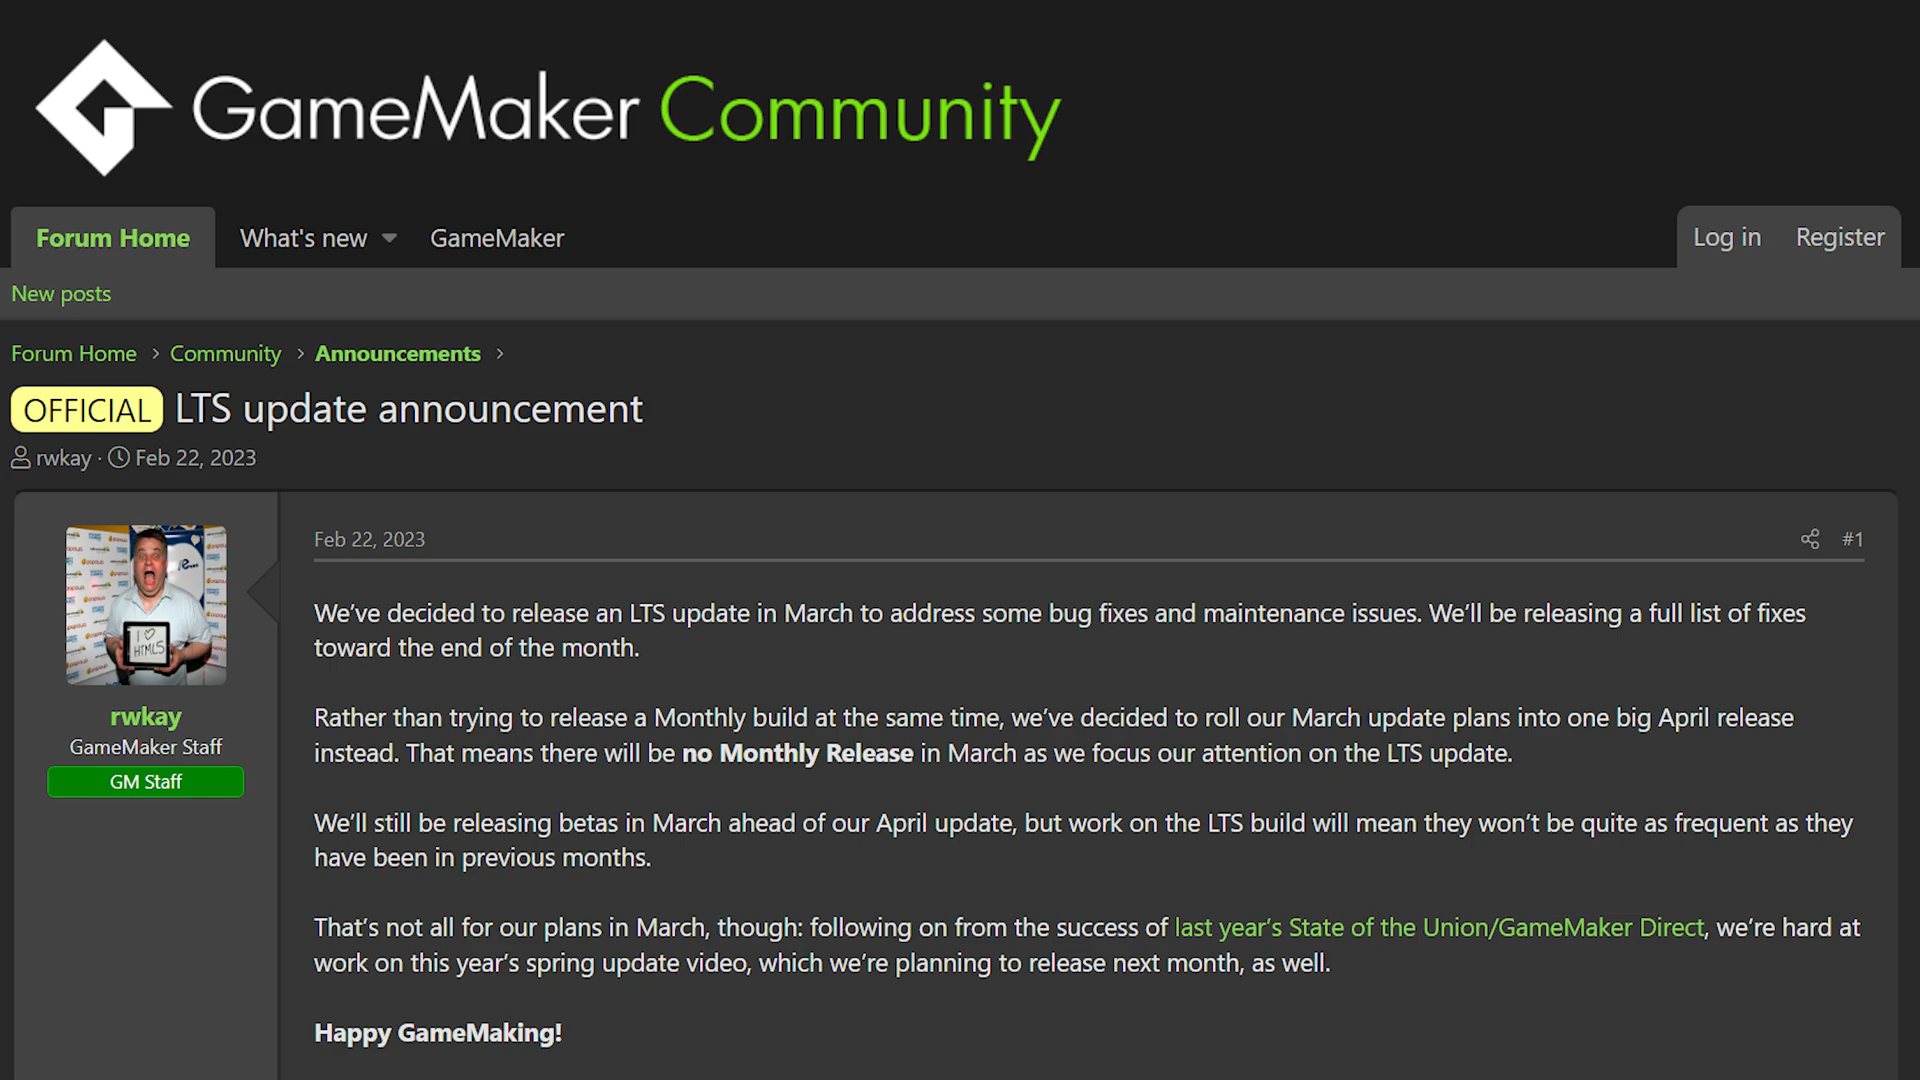 GameMaker Community
Forum Home What's new GameMaker Log in Register
New posts
Forum Home > Community > Announcements >
OFFICIAL LTS update announcement
rwkay · Feb 22, 2023
I ♡
HTML5
rwkay
GameMaker Staff
GM Staff
Feb 22, 2023 #1
We’ve decided to release an LTS update in March to address some bug fixes and maintenance issues. We’ll be releasing a full list of fixes
toward the end of the month.
Rather than trying to release a Monthly build at the same time, we’ve decided to roll our March update plans into one big April release
instead. That means there will be no Monthly Release in March as we focus our attention on the LTS update.
We’ll still be releasing betas in March ahead of our April update, but work on the LTS build will mean they won’t be quite as frequent as they
have been in previous months.
That’s not all for our plans in March, though: following on from the success of last year’s State of the Union/GameMaker Direct, we’re hard at
work on this year’s spring update video, which we’re planning to release next month, as well.
Happy GameMaking!